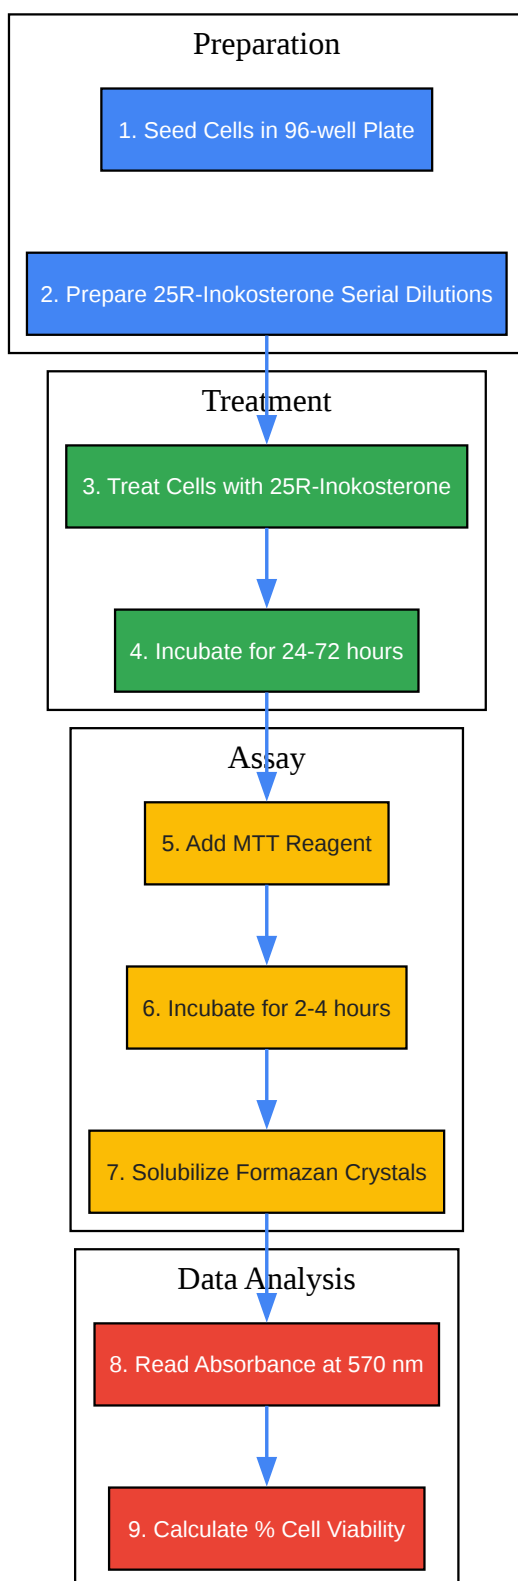 Preparation
1. Seed Cells in 96-well Plate
2. Prepare 25R-Inokosterone Serial Dilutions
Treatment
3. Treat Cells with 25R-Inokosterone
4. Incubate for 24-72 hours
Assay
5. Add MTT Reagent
6. Incubate for 2-4 hours
7. Solubilize Formazan Crystals
Data Analysis
8. Read Absorbance at 570 nm
9. Calculate % Cell Viability